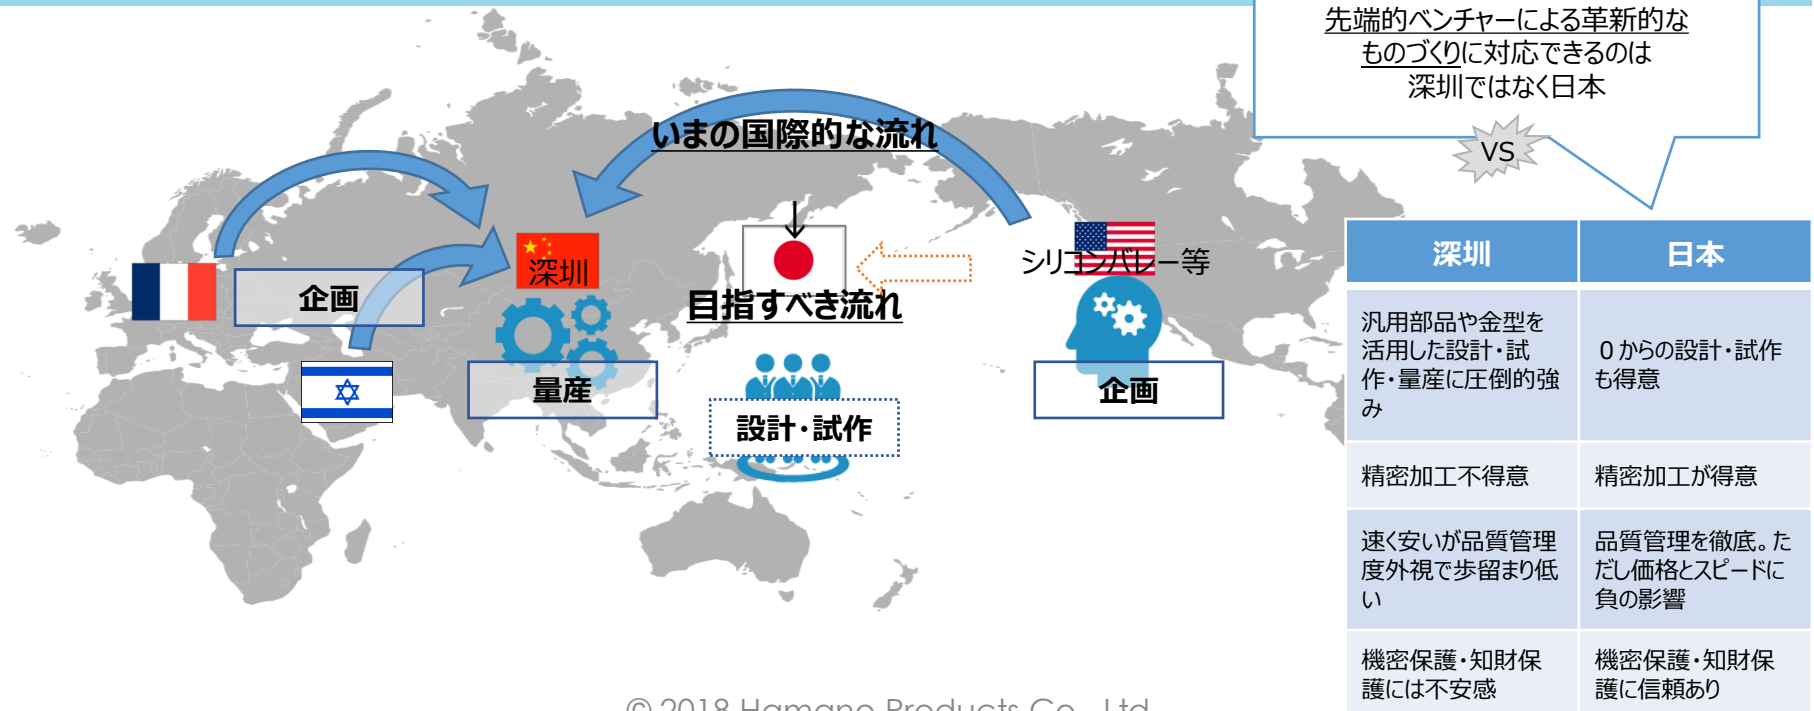 先端的ベンチャーによる革新的な
ものづくりに対応できるのは
深圳ではなく日本
VS
いまの国際的な流れ
深圳
シリコンバレー等
企画
目指すべき流れ
量産
企画
設計・試作
深圳
日本
汎用部品や金型を
活用した設計・試
作・量産に圧倒的強
み
０からの設計・試作
も得意
精密加工不得意
精密加工が得意
速く安いが品質管理
度外視で歩留まり低
い
品質管理を徹底。た
だし価格とスピードに
負の影響
機密保護・知財保
護には不安感
機密保護・知財保
護に信頼あり
© 2018 Hamano Products Co., Ltd.